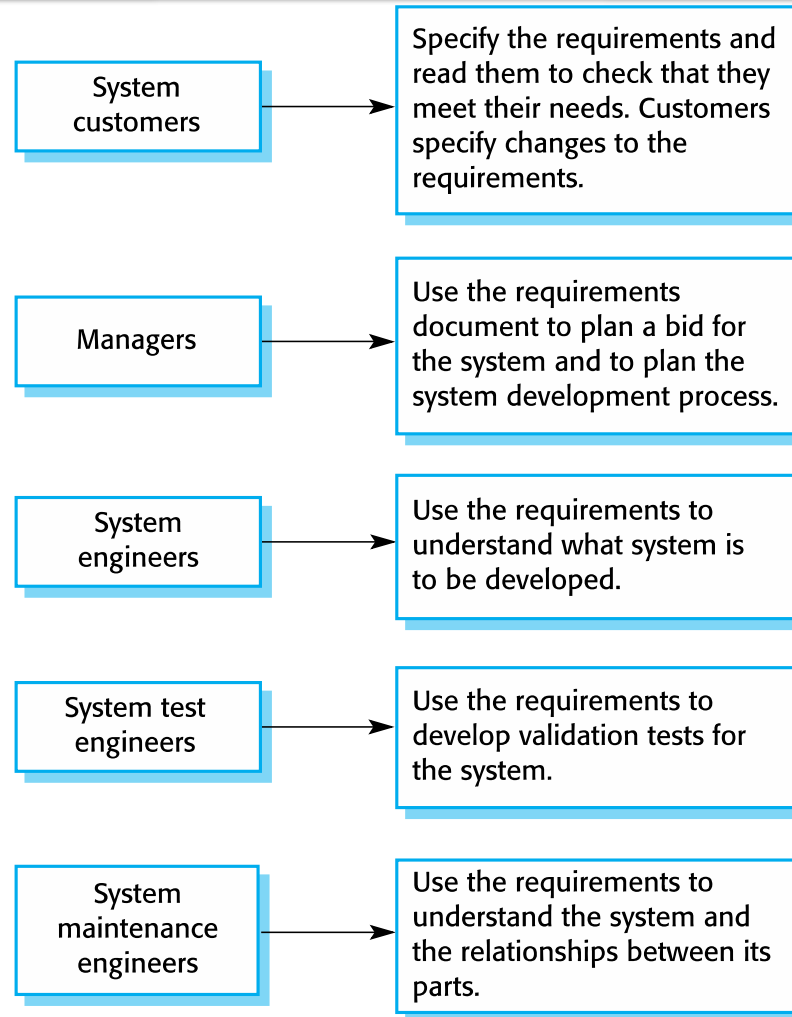 System
customers
Specify the requirements and
read them to check that they
meet their needs. Customers
specify changes to the
requirements.
Managers
Use the requirements
document to plan a bid for
the system and to plan the
system development process.
System
engineers
Use the requirements to
understand what system is
to be developed.
System test
engineers
Use the requirements to
develop validation tests for
the system.
System
maintenance
engineers
Use the requirements to
understand the system and
the relationships between its
parts.